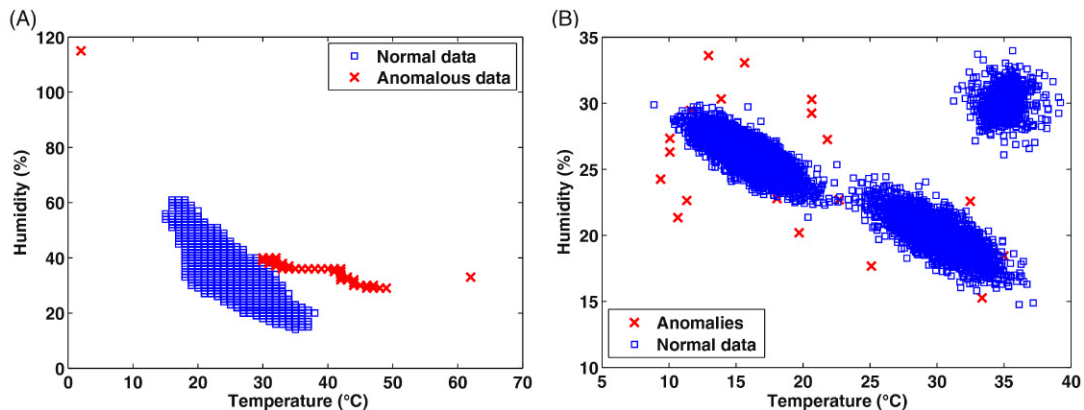 (A)
120
100
80
60
40
20
0
Humidity (%)
Normal data
Anomalous data
0 10 20 30 40 50 60 70
Temperature (°C)
(B)
35
30
25
20
15
10
Humidity (%)
Anomalies
Normal data
5 10 15 20 25 30 35 40
Temperature (°C)